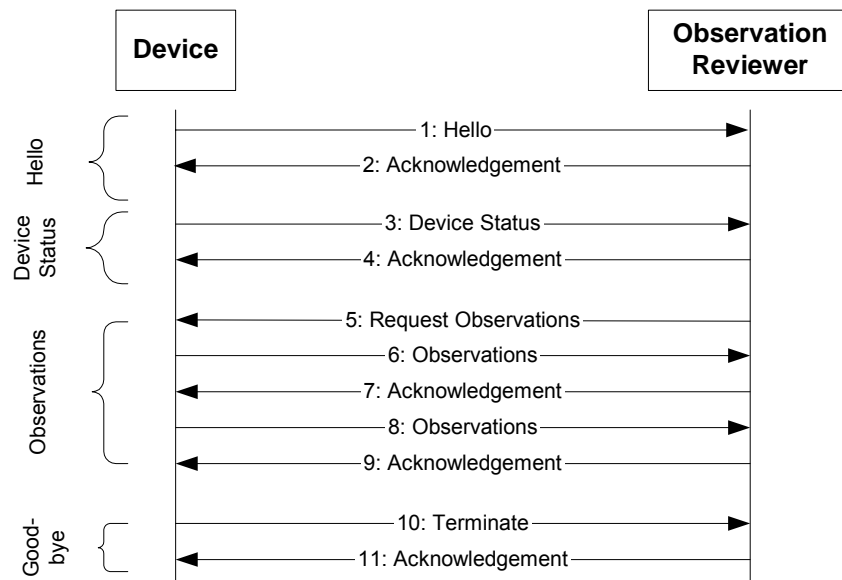 Device
Observation
Reviewer
Hello
1: Hello
2: Acknowledgement
Device
Status
3: Device Status
4: Acknowledgement
Observations
5: Request Observations
6: Observations
7: Acknowledgement
8: Observations
9: Acknowledgement
Good-
bye
10: Terminate
11: Acknowledgement